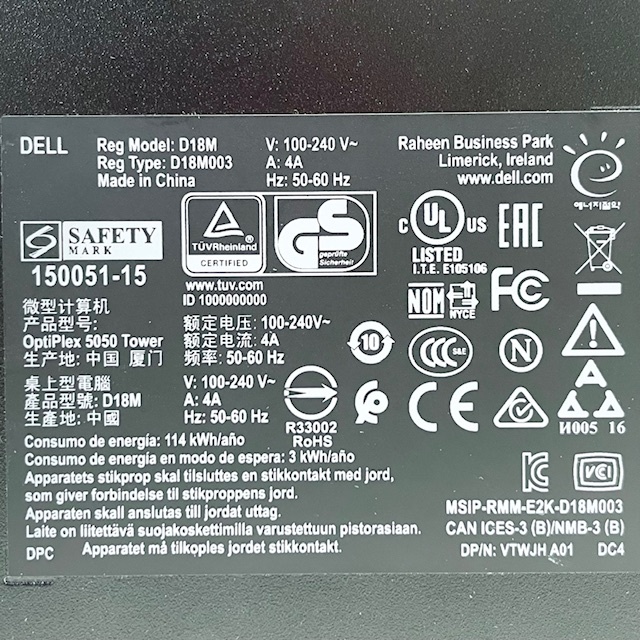 DELL
Reg Model: D18M
Reg Type: D18M003
Made in China
V: 100-240 V~
A: 4A
Hz: 50-60 Hz
Raheen Business Park
Limerick, Ireland
www.dell.com
에너지절약
SAFETY
MARK
150051-15
TÜVRheinland
CERTIFIED
GS
geprüfte
Sicherheit
www.tuv.com
ID 1000000000
C UL US
LISTED
I.T.E. E105106
EAC
NOM
NYCE
FC
微型计算机
产品型号:
OptiPlex 5050 Tower
生产地: 中国 厦门
额定电压: 100-240V~
额定电流: 4A
频率: 50-60 Hz
10
CCC
S&E
N
桌上型電腦
產品型號: D18M
生產地: 中國
V: 100-240 V~
A: 4A
Hz: 50-60 Hz
R33002
RoHS
CE
И005 16
Consumo de energía: 114 kWh/año
Consumo de energía en modo de espera: 3 kWh/año
Apparatets stikprop skal tilsluttes en stikkontakt med jord,
som giver forbindelse til stikproppens jord.
Apparaten skall anslutas till jordat uttag.
Laite on liitettävä suojakoskettimilla varustettuun pistorasiaan.
DPC
Apparatet må tilkoples jordet stikkontakt.
VCCI
MSIP-RMM-E2K-D18M003
CAN ICES-3 (B)/NMB-3 (B)
DP/N: VTWJH A01
DC4